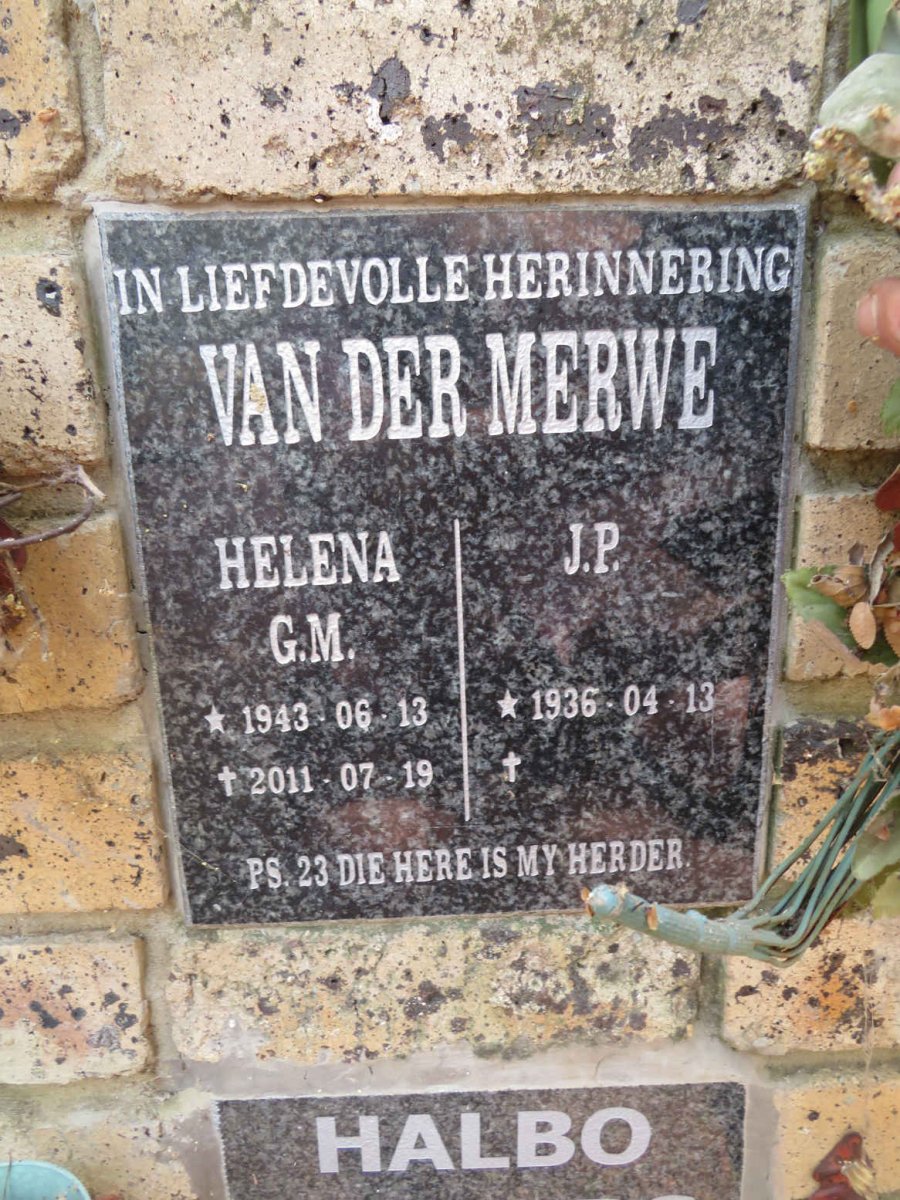 IN LIEFDEVOLLE HERINNERING
VAN DER MERWE
HELENA
G.M.
★ 1943 · 06 · 13
✝ 2011 · 07 · 19
J.P.
★ 1936 · 04 · 13
✝
PS. 23 DIE HERE IS MY HERDER.
HALBO